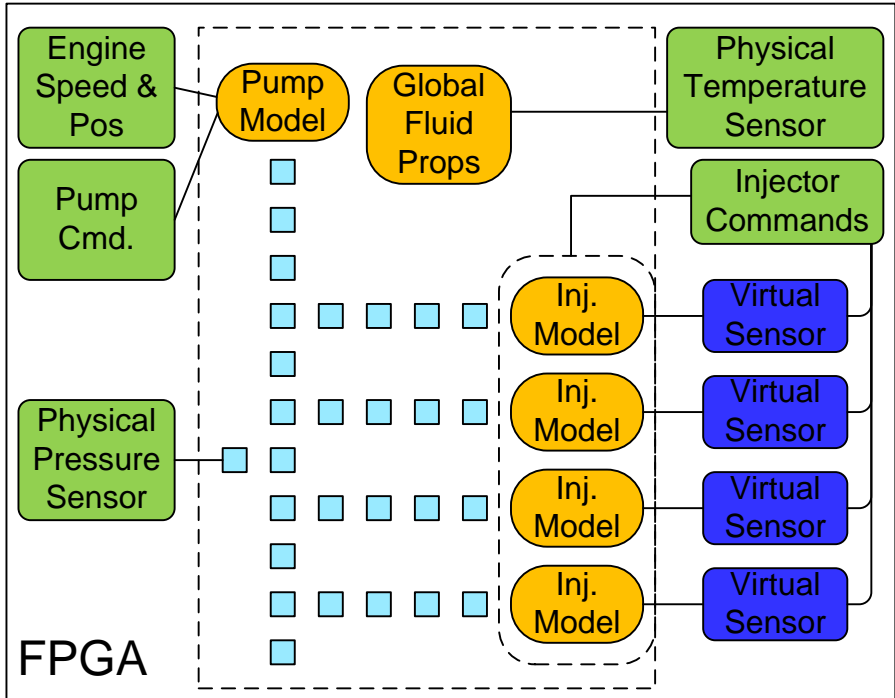 Engine
Speed &
Pos
Pump
Model
Global
Fluid
Props
Physical
Temperature
Sensor
Pump
Cmd.
Injector
Commands
Inj.
Model
Virtual
Sensor
Inj.
Model
Virtual
Sensor
Physical
Pressure
Sensor
Inj.
Model
Virtual
Sensor
Inj.
Model
Virtual
Sensor
FPGA